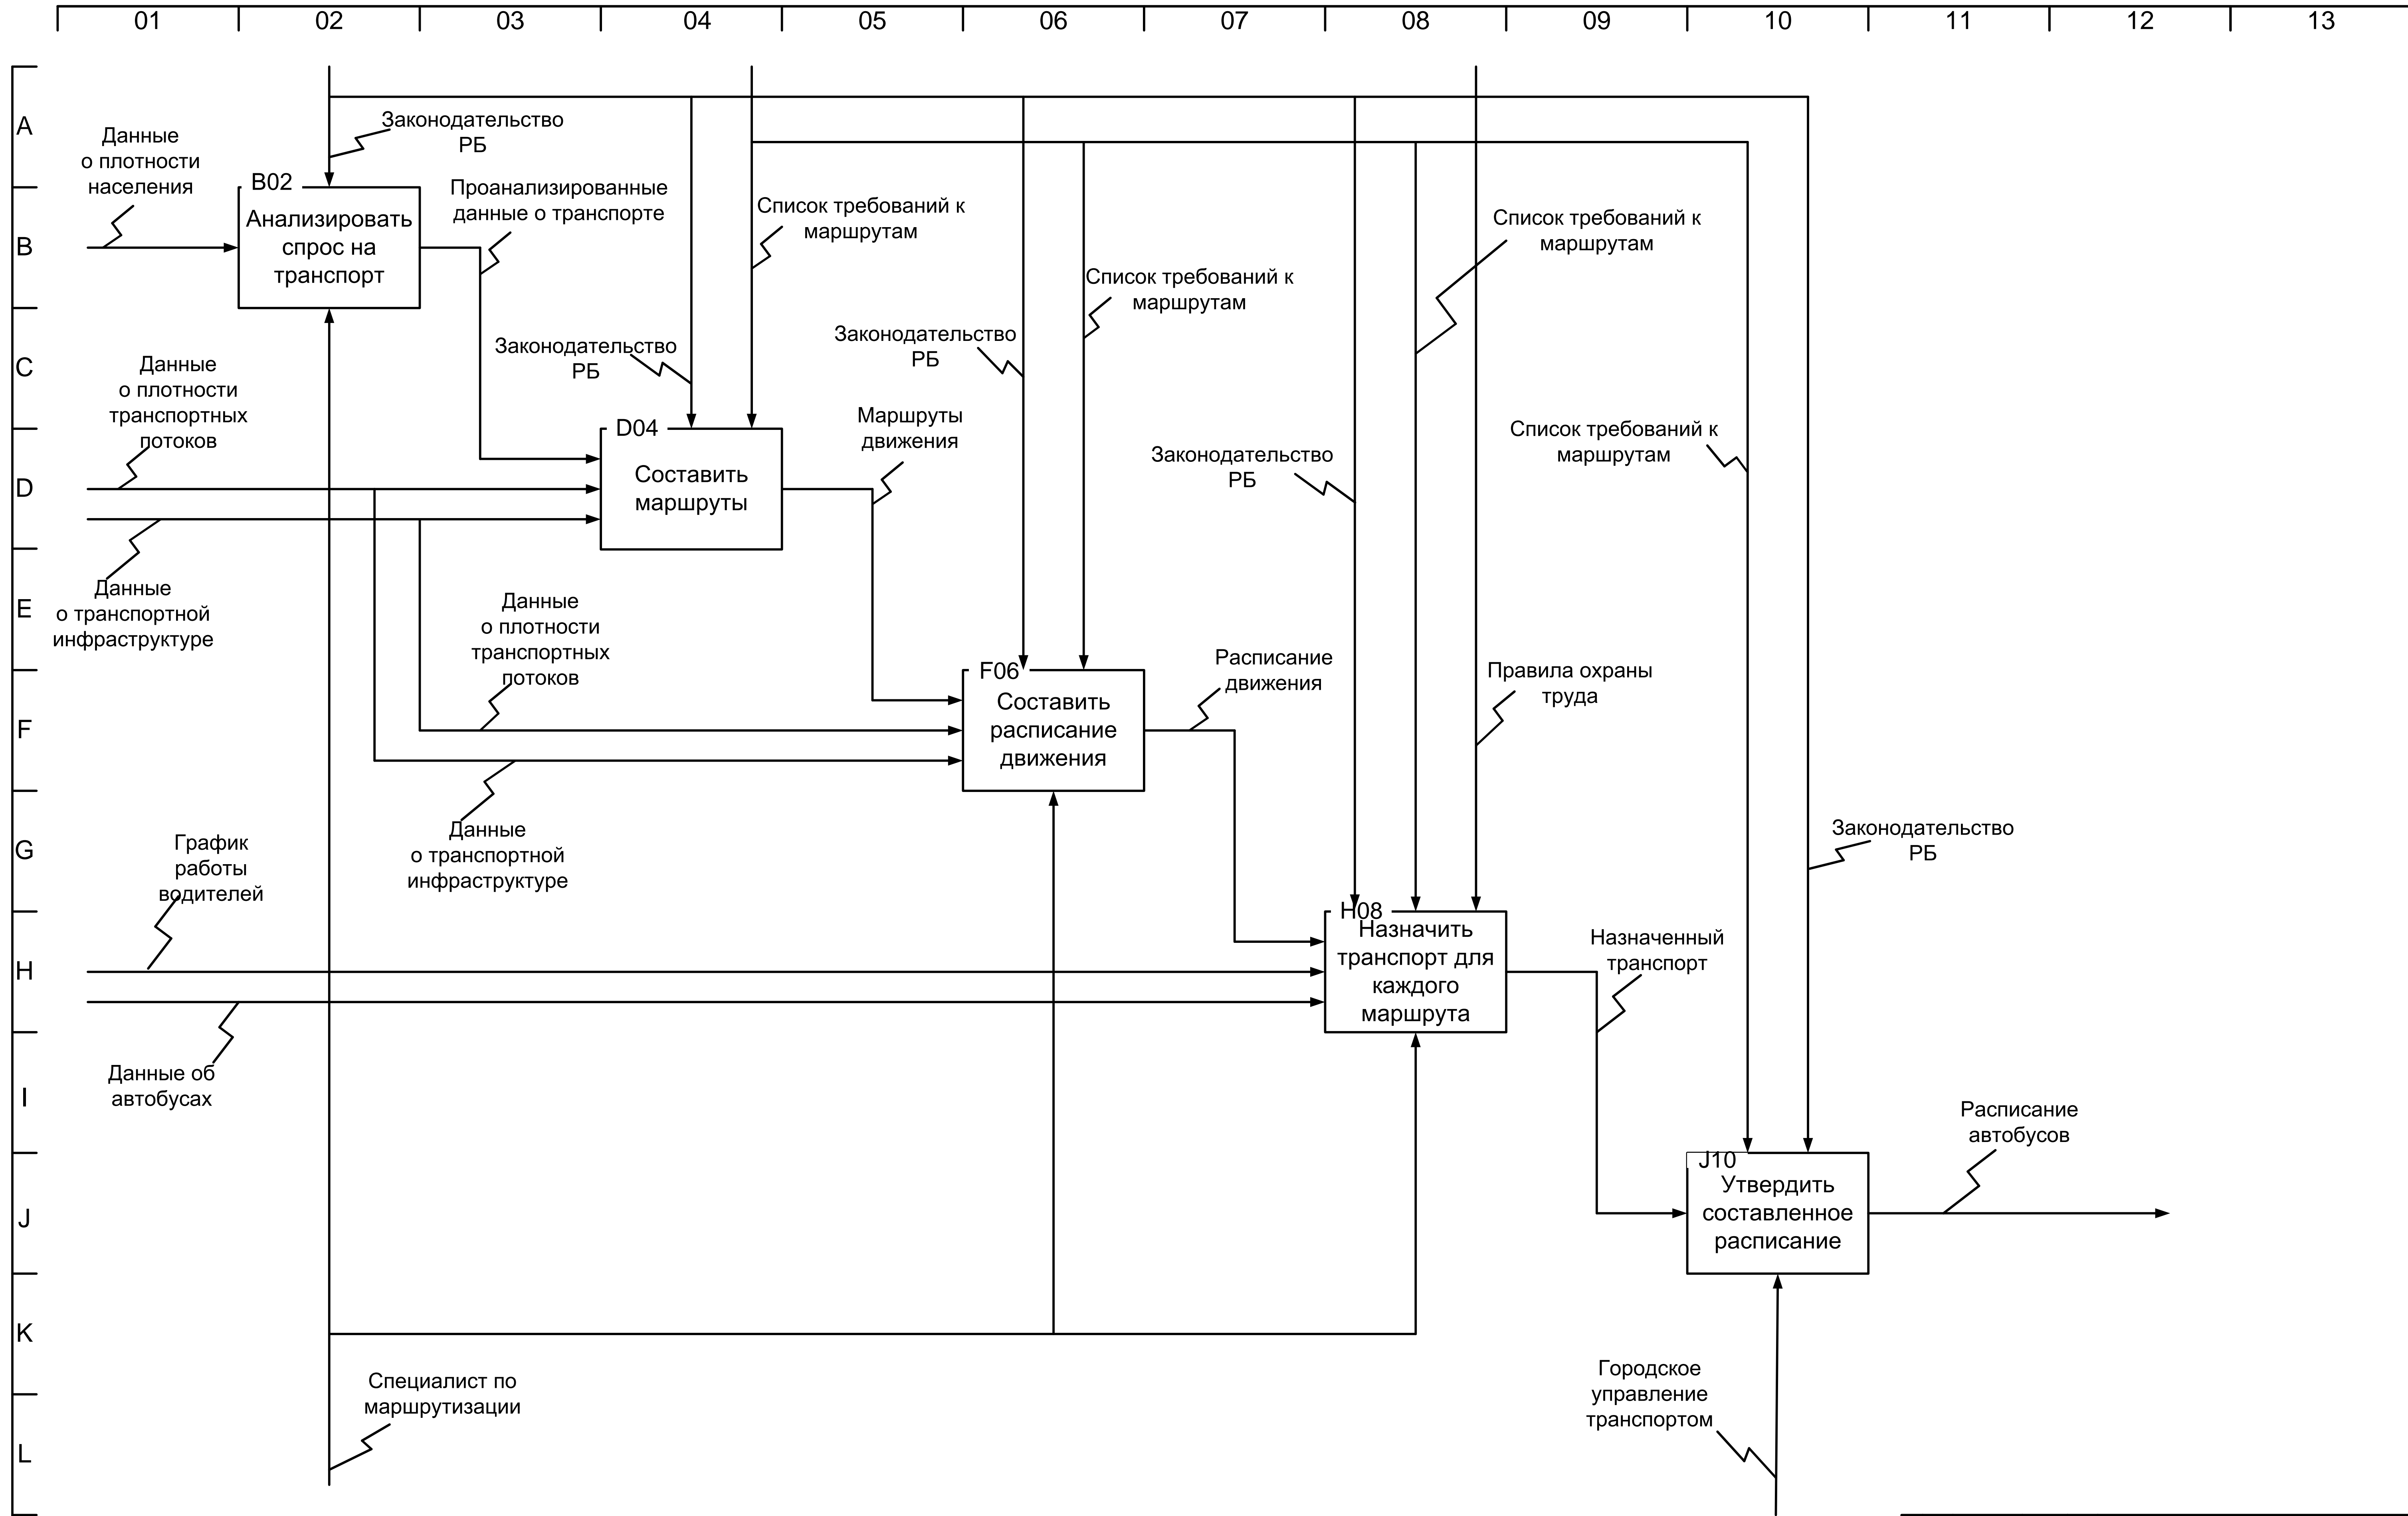 01
02
03
04
05
06
07
08
09
10
11
12
13
A
B
C
D
E
F
G
H
I
J
K
L
Данные
о плотности
населения
Законодательство
РБ
B02
Анализировать
спрос на
транспорт
Проанализированные
данные о транспорте
Список требований к
маршрутам
Список требований к
маршрутам
Список требований к
маршрутам
Данные
о плотности
транспортных
потоков
Законодательство
РБ
Законодательство
РБ
Маршруты
движения
D04
Составить
маршруты
Законодательство
РБ
Список требований к
маршрутам
Данные
о транспортной
инфраструктуре
Данные
о плотности
транспортных
потоков
F06
Составить
расписание
движения
Расписание
движения
Правила охраны
труда
Данные
о транспортной
инфраструктуре
График
работы
водителей
Законодательство
РБ
H08
Назначить
транспорт для
каждого
маршрута
Назначенный
транспорт
Данные об
автобусах
Расписание
автобусов
J10
Утвердить
составленное
расписание
Специалист по
маршрутизации
Городское
управление
транспортом